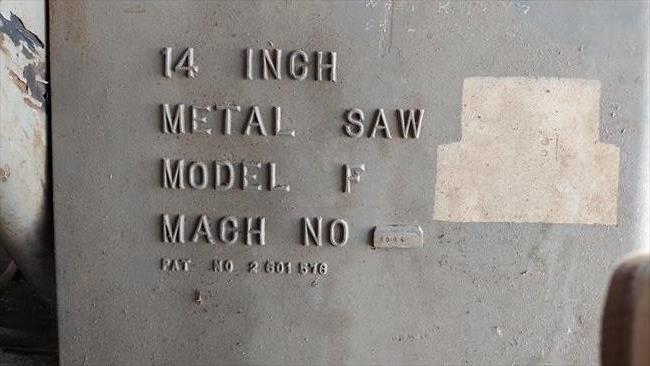 14 INCH
METAL SAW
MODEL F
MACH NO
PAT NO 2 601 576